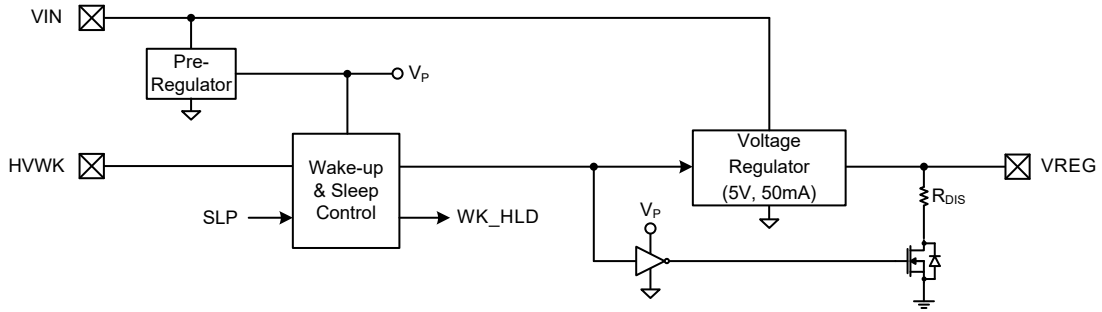 VIN
Pre-
Regulator
VP
HVWK
Wake-up
& Sleep
Control
SLP
WK_HLD
Voltage
Regulator
(5V, 50mA)
VREG
RDIS
VP